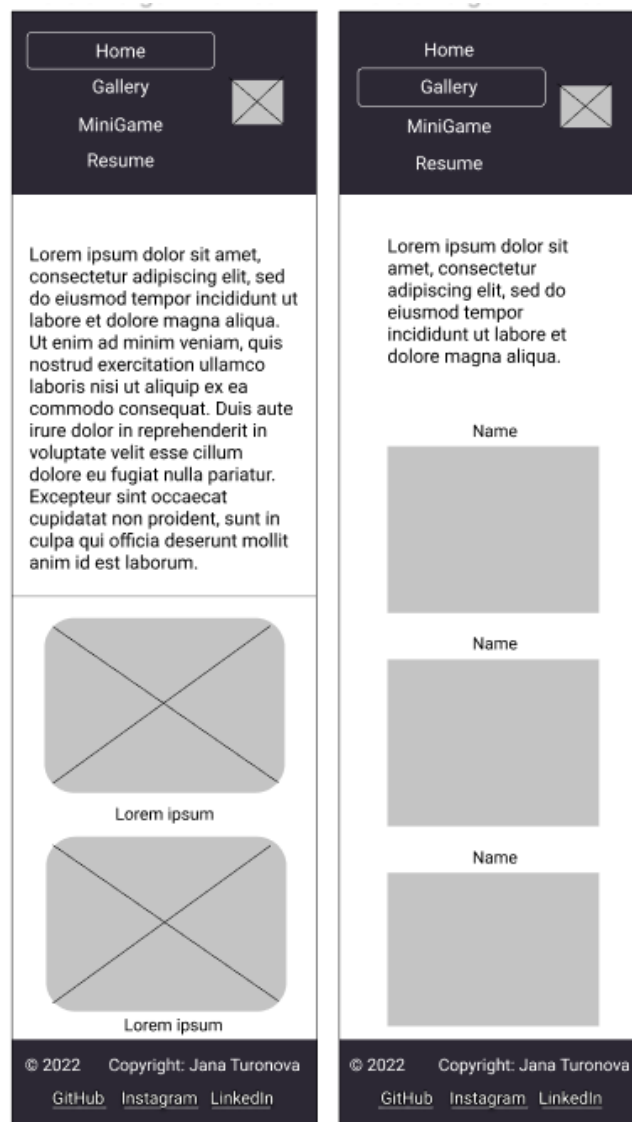 Home
Gallery
MiniGame
Resume
Lorem ipsum dolor sit amet,
consectetur adipiscing elit, sed
do eiusmod tempor incididunt ut
labore et dolore magna aliqua.
Ut enim ad minim veniam, quis
nostrud exercitation ullamco
laboris nisi ut aliquip ex ea
commodo consequat. Duis aute
irure dolor in reprehenderit in
voluptate velit esse cillum
dolore eu fugiat nulla pariatur.
Excepteur sint occaecat
cupidatat non proident, sunt in
culpa qui officia deserunt mollit
anim id est laborum.
Lorem ipsum
Lorem ipsum
© 2022 Copyright: Jana Turonova
GitHub Instagram LinkedIn
Home
Gallery
MiniGame
Resume
Lorem ipsum dolor sit
amet, consectetur
adipiscing elit, sed do
eiusmod tempor
incididunt ut labore et
dolore magna aliqua.
Name
Name
Name
© 2022 Copyright: Jana Turonova
GitHub Instagram LinkedIn